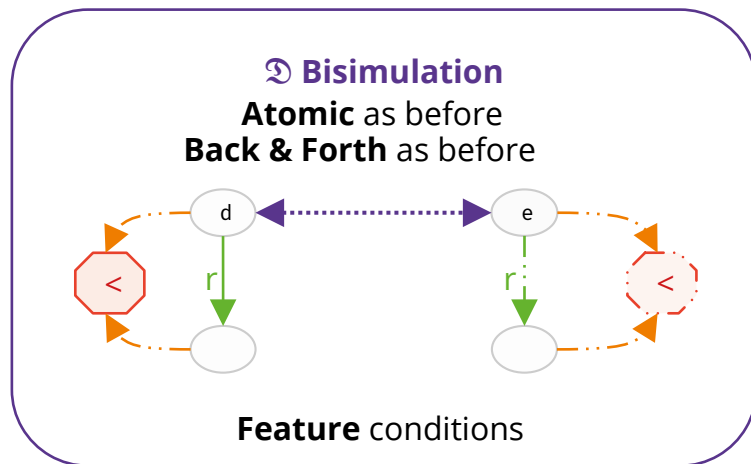 𝔇 Bisimulation
Atomic as before
Back & Forth as before
d e
< r r <
Feature conditions